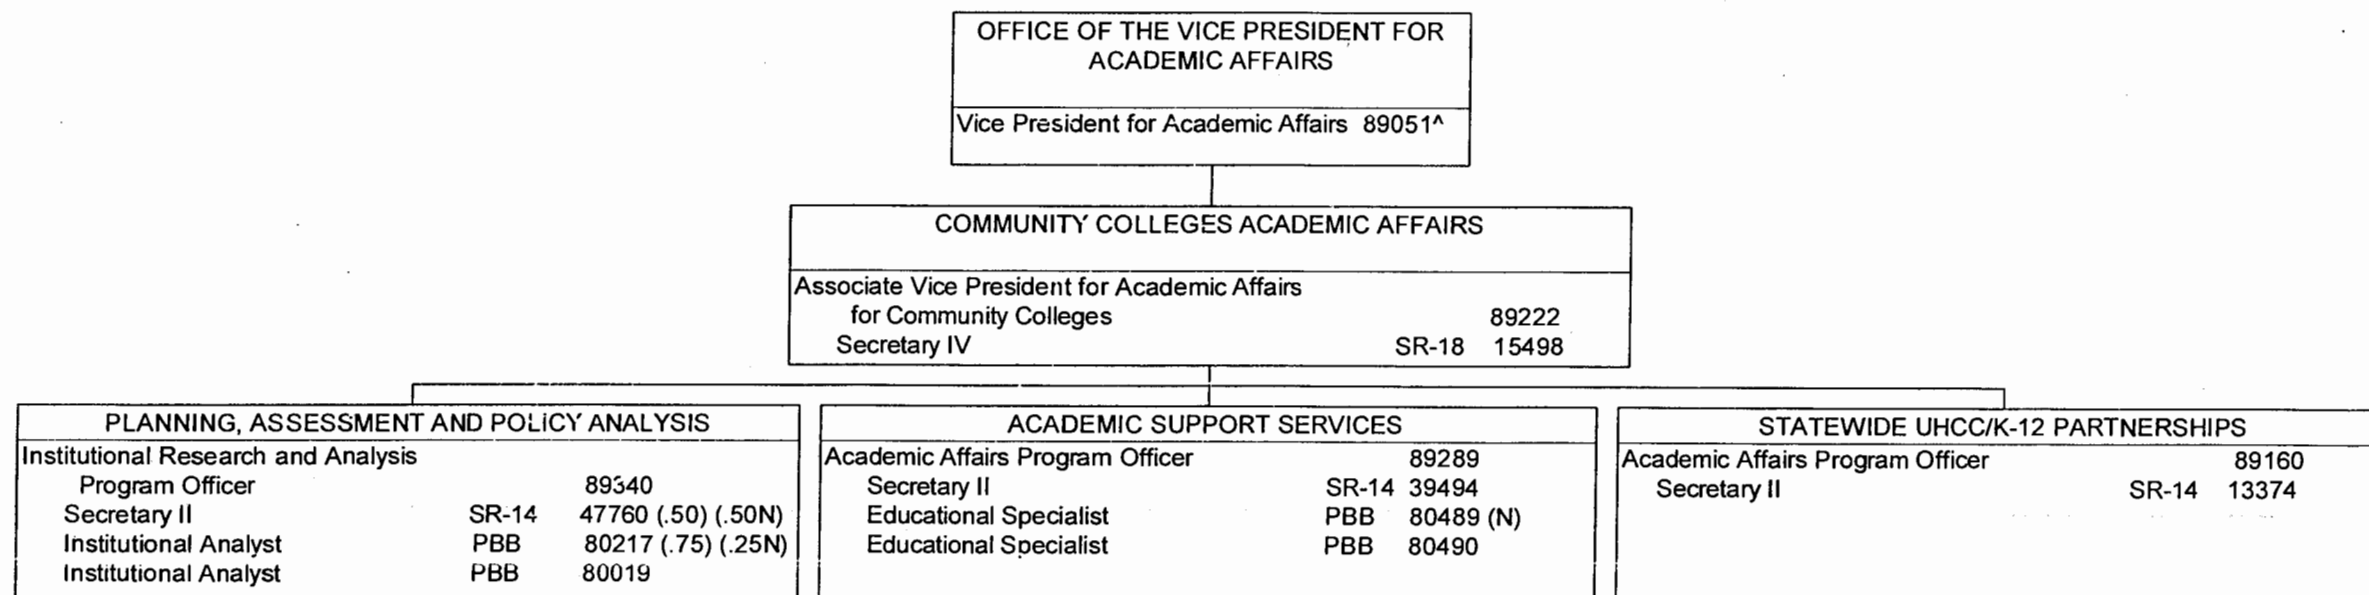 OFFICE OF THE VICE PRESIDENT FOR
ACADEMIC AFFAIRS
Vice President for Academic Affairs 89051^
COMMUNITY COLLEGES ACADEMIC AFFAIRS
Associate Vice President for Academic Affairs
for Community Colleges 89222
Secretary IV SR-18 15498
PLANNING, ASSESSMENT AND POLICY ANALYSIS
Institutional Research and Analysis
Program Officer 89340
Secretary II SR-14 47760 (.50) (.50N)
Institutional Analyst PBB 80217 (.75) (.25N)
Institutional Analyst PBB 80019
ACADEMIC SUPPORT SERVICES
Academic Affairs Program Officer 89289
Secretary II SR-14 39494
Educational Specialist PBB 80489 (N)
Educational Specialist PBB 80490
STATEWIDE UHCC/K-12 PARTNERSHIPS
Academic Affairs Program Officer 89160
Secretary II SR-14 13374